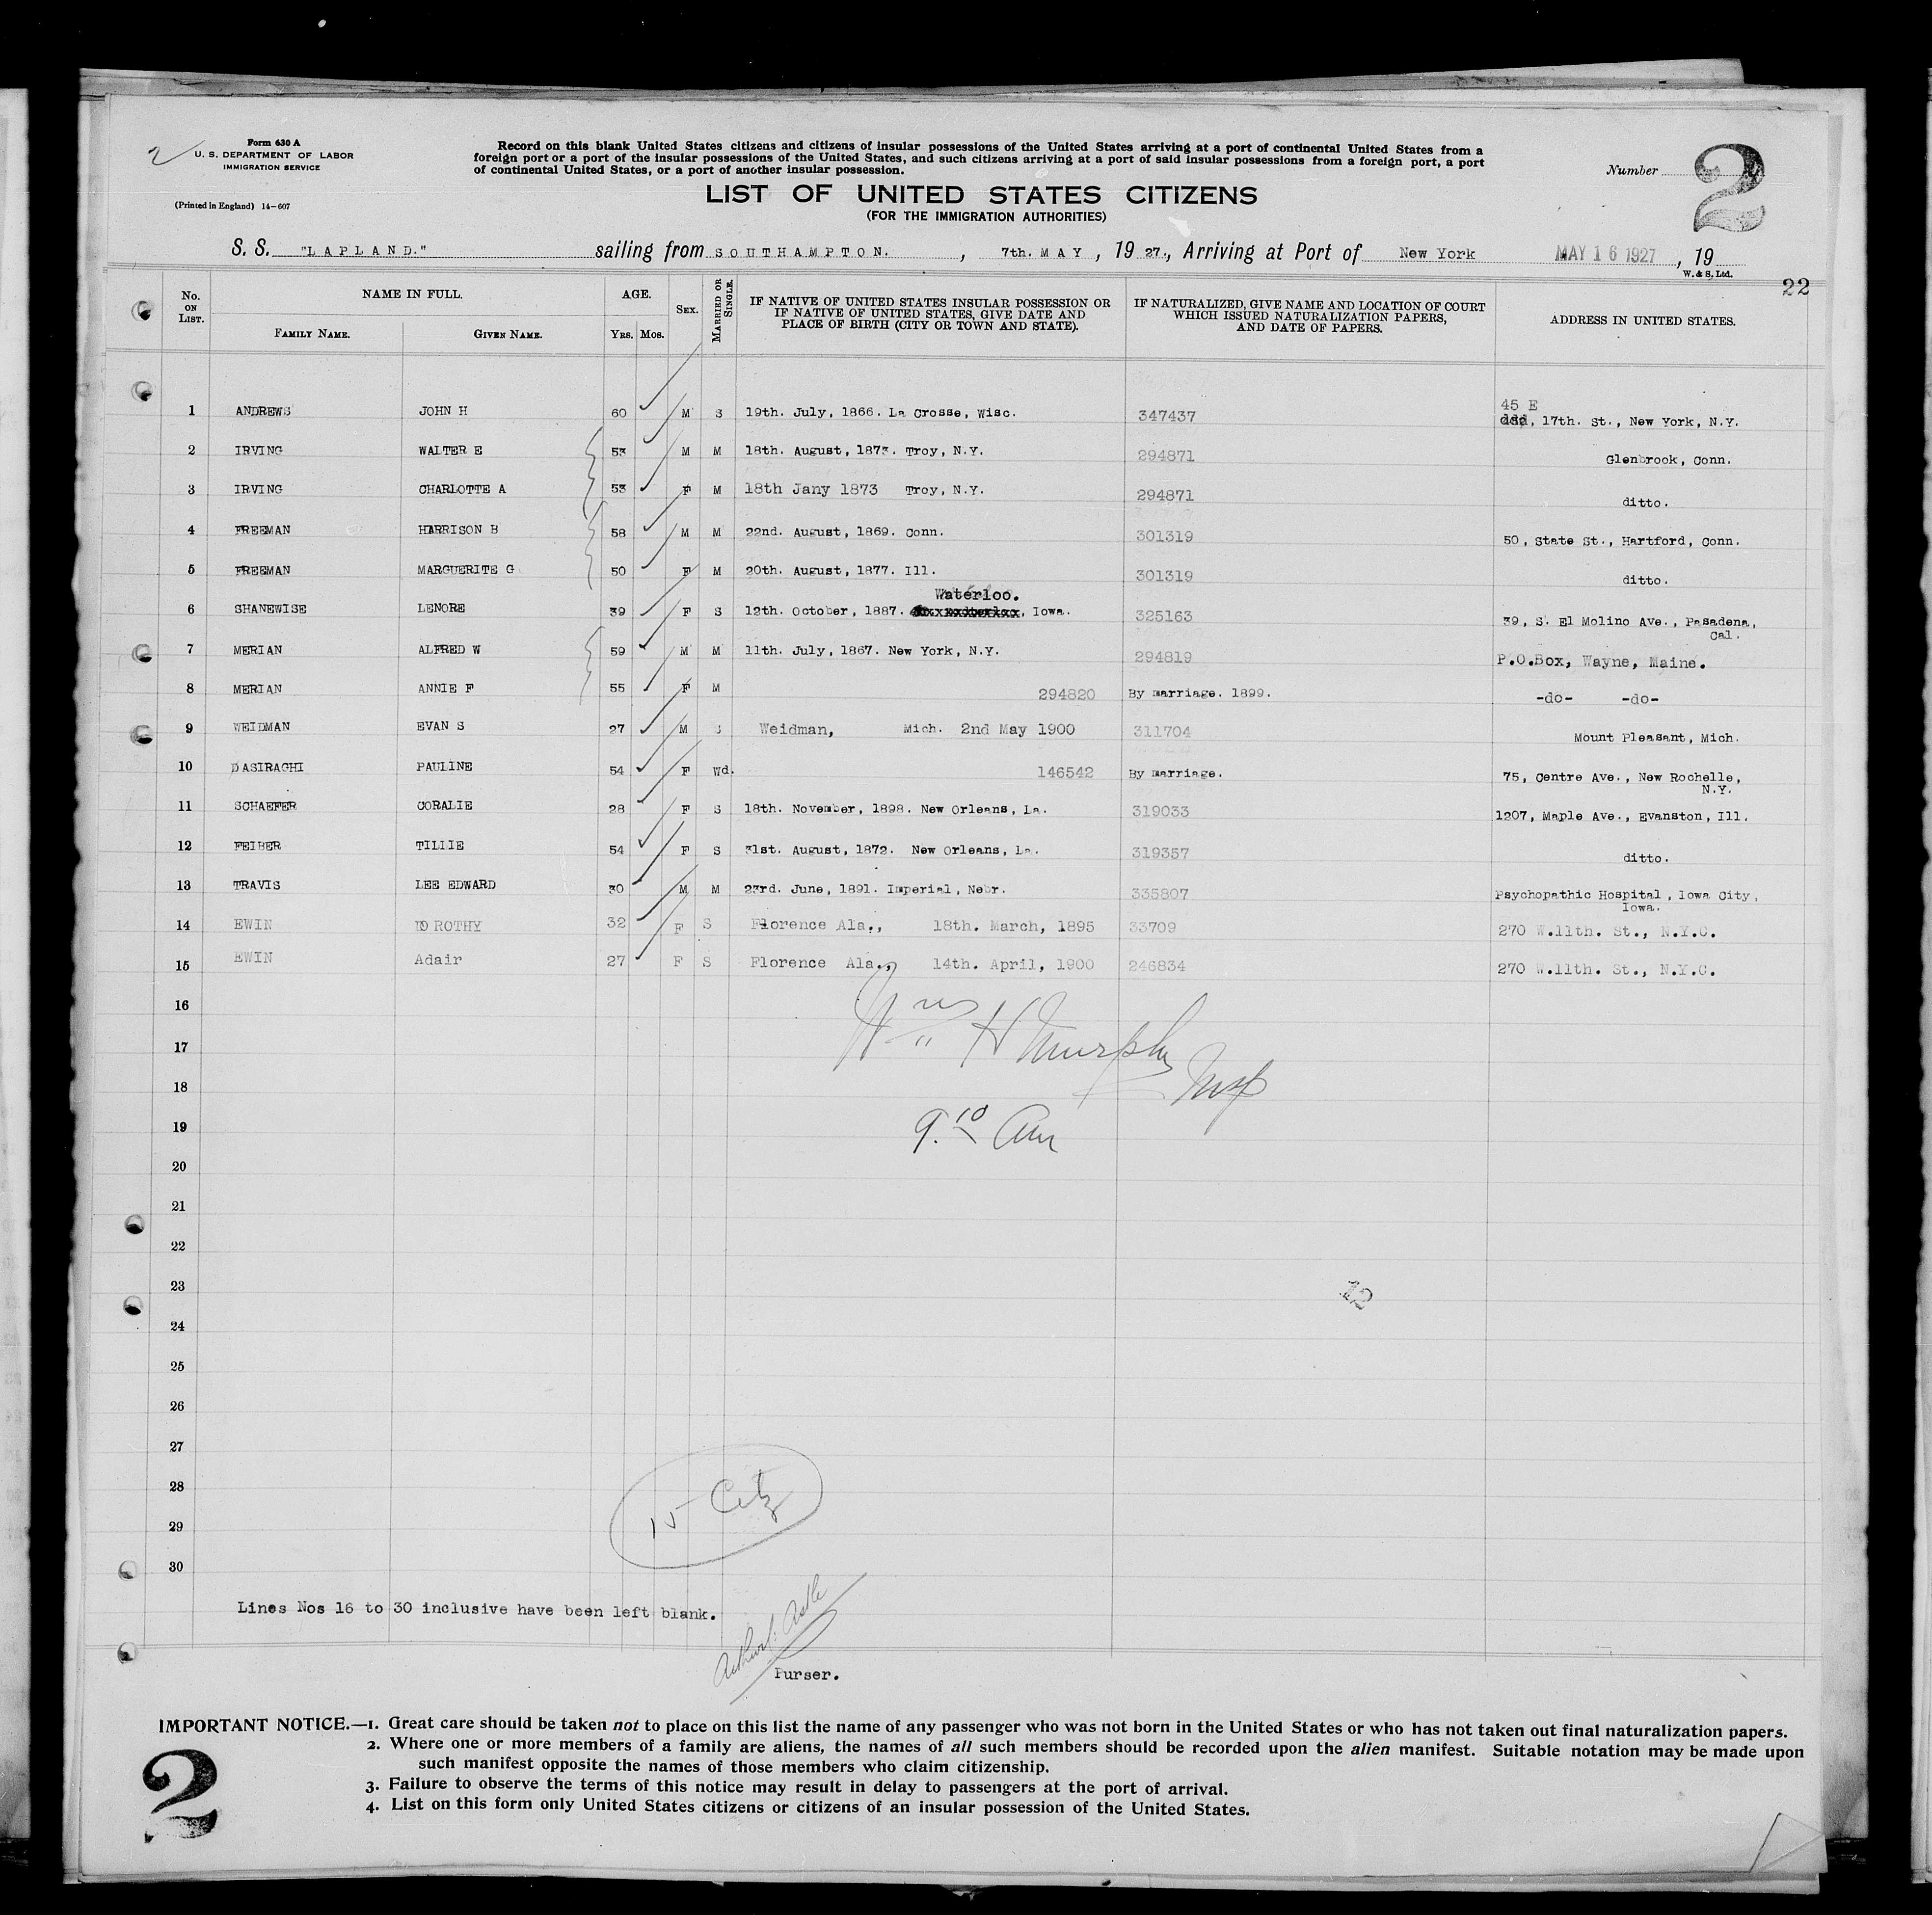 2
Form 630 A
U. S. DEPARTMENT OF LABOR
IMMIGRATION SERVICE
(Printed in England) 14-607
Record on this blank United States citizens and citizens of insular possessions of the United States arriving at a port of continental United States from a
foreign port or a port of the insular possessions of the United States, and such citizens arriving at a port of said insular possessions from a foreign port, a port
of continental United States, or a port of another insular possession.
LIST OF UNITED STATES CITIZENS
(FOR THE IMMIGRATION AUTHORITIES)
Number 2
S. S. "LAPLAND." sailing from SOUTHAMPTON. , 7th. MAY , 19 27., Arriving at Port of New York MAY 16 1927 , 19
W. & S, Ltd.
22
No. ON LIST. NAME IN FULL. AGE. SEX. MARRIED OR SINGLE. IF NATIVE OF UNITED STATES INSULAR POSSESSION OR IF NATIVE OF UNITED STATES, GIVE DATE AND PLACE OF BIRTH (CITY OR TOWN AND STATE). IF NATURALIZED, GIVE NAME AND LOCATION OF COURT WHICH ISSUED NATURALIZATION PAPERS, AND DATE OF PAPERS. ADDRESS IN UNITED STATES.
FAMILY NAME. GIVEN NAME. YRS. MOS.
45 E
1 ANDREWS JOHN H 60 M S 19th. July, 1866. La Crosse, Wisc. 347437 , 17th. St., New York, N.Y.
2 IRVING WALTER E 53 M M 18th. August, 1873. Troy, N.Y. 294871 Glenbrook, Conn.
3 IRVING CHARLOTTE A 53 F M 18th Jany 1873 Troy, N.Y. 294871 ditto.
4 FREEMAN HARRISON B 58 M M 22nd. August, 1869. Conn. 301319 50, State St., Hartford, Conn.
5 FREEMAN MARGUERITE G 50 F M 20th. August, 1877. Ill. 301319 ditto.
Waterloo.
6 SHANEWISE LENORE 39 F S 12th. October, 1887. , Iowa. 325163 39, S. El Molino Ave., Pasadena,
Cal.
7 MERIAN ALFRED W 59 M M 11th. July, 1867. New York, N.Y. 294819 P.O.Box, Wayne, Maine.
8 MERIAN ANNIE F 55 F M 294820 By marriage. 1899. -do- -do-
9 WEIDMAN EVAN S 27 M S Weidman, Mich. 2nd May 1900 311704 Mount Pleasant, Mich.
10 DASIRAGHI PAULINE 54 F Wd. 146542 By marriage. 75, Centre Ave., New Rochelle,
N.Y.
11 SCHAEFER CORALIE 28 F S 18th. November, 1898. New Orleans, La. 319033 1207, Maple Ave., Evanston, Ill.
12 FEIBER TILLIE 54 F S 31st. August, 1872. New Orleans, La. 319357 ditto.
13 TRAVIS LEE EDWARD 30 M M 23rd. June, 1891. Imperial, Nebr. 335807 Psychopathic Hospital, Iowa City,
Iowa.
14 EWIN DOROTHY 32 F S Florence Ala., 18th. March, 1895 33709 270 W.11th. St., N.Y.C.
15 EWIN Adair 27 F S Florence Ala., 14th. April, 1900 246834 270 W.11th. St., N.Y.C.
16
Wm H Murphy
17
Insp
18
9.10 Am
19
20
21
22
23
12
24
25
26
27
28
15 Citz
29
30
Lines Nos 16 to 30 inclusive have been left blank.
Purser.
IMPORTANT NOTICE.—1. Great care should be taken not to place on this list the name of any passenger who was not born in the United States or who has not taken out final naturalization papers.
2. Where one or more members of a family are aliens, the names of all such members should be recorded upon the alien manifest. Suitable notation may be made upon
such manifest opposite the names of those members who claim citizenship.
3. Failure to observe the terms of this notice may result in delay to passengers at the port of arrival.
4. List on this form only United States citizens or citizens of an insular possession of the United States.
2